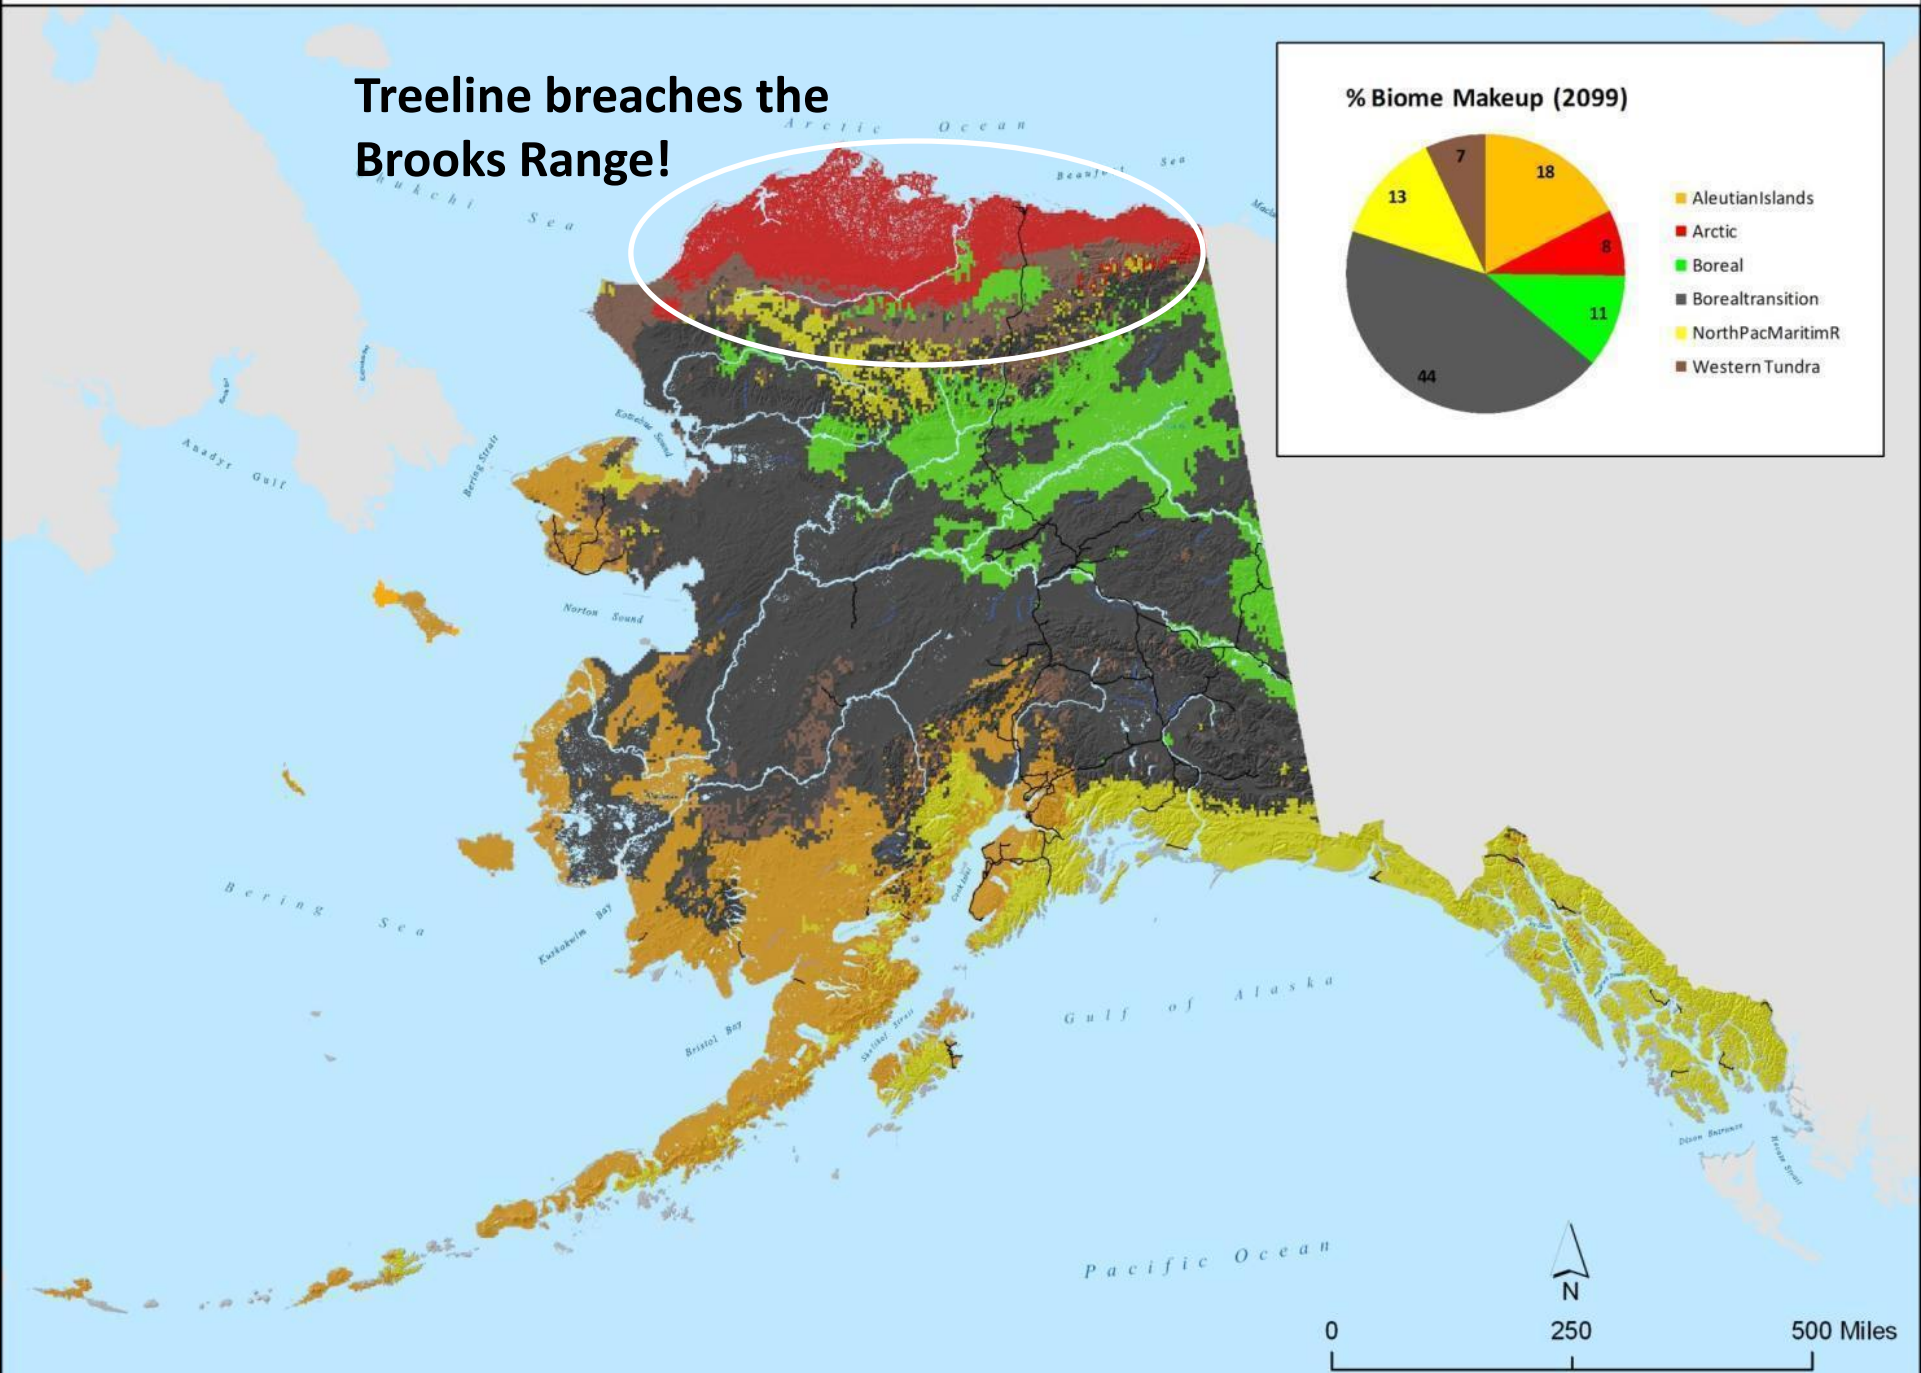 Treeline breaches the
Brooks Range!
Arctic Ocean
Beaufort Sea
Chukchi Sea
% Biome Makeup (2099)
7
18
13
8
11
44
AleutianIslands
Arctic
Boreal
Borealtransition
NorthPacMaritimR
Western Tundra
Kotzebue Sound
Bering Strait
Anadyr Gulf
Norton Sound
Bering Sea
Kuskokwim Bay
Cook Inlet
Bristol Bay
Shelikof Strait
Gulf of Alaska
Dixon Entrance
Hecate Strait
Pacific Ocean
N
0 250 500 Miles